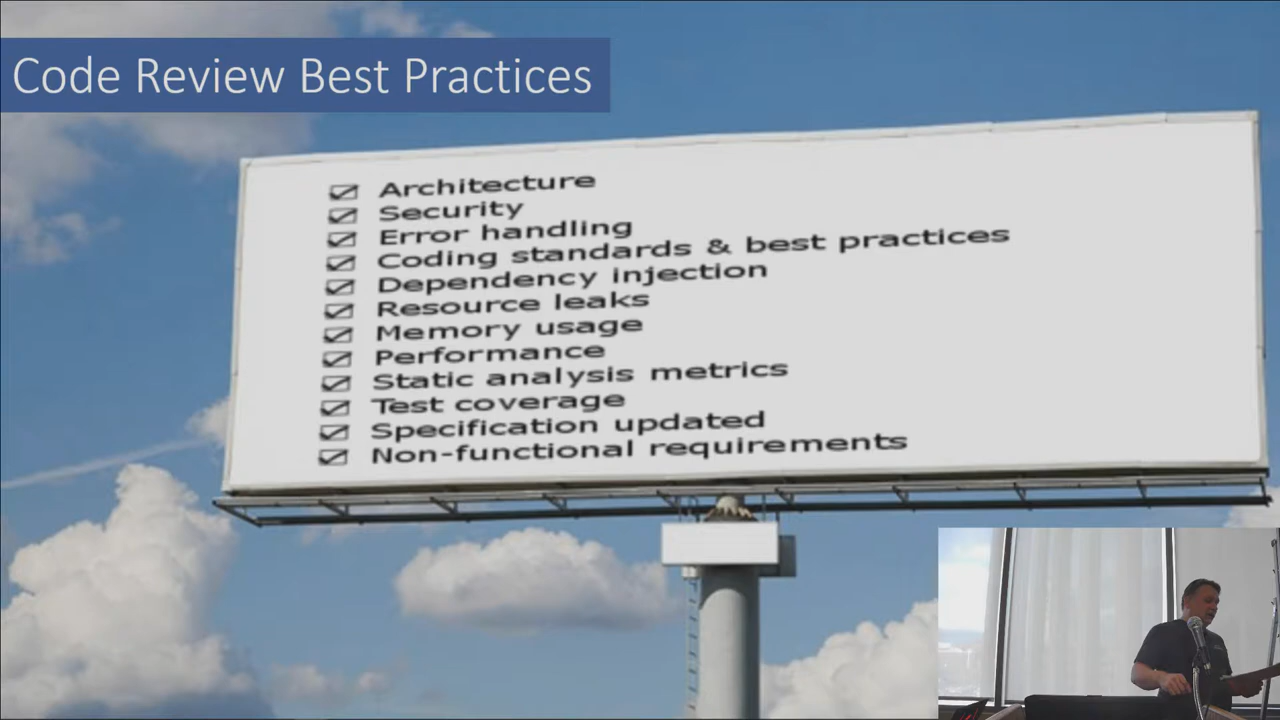 Code Review Best Practices
Architecture
Security
Error handling
Coding standards & best practices
Dependency injection
Resource leaks
Memory usage
Performance
Static analysis metrics
Test coverage
Specification updated
Non-functional requirements